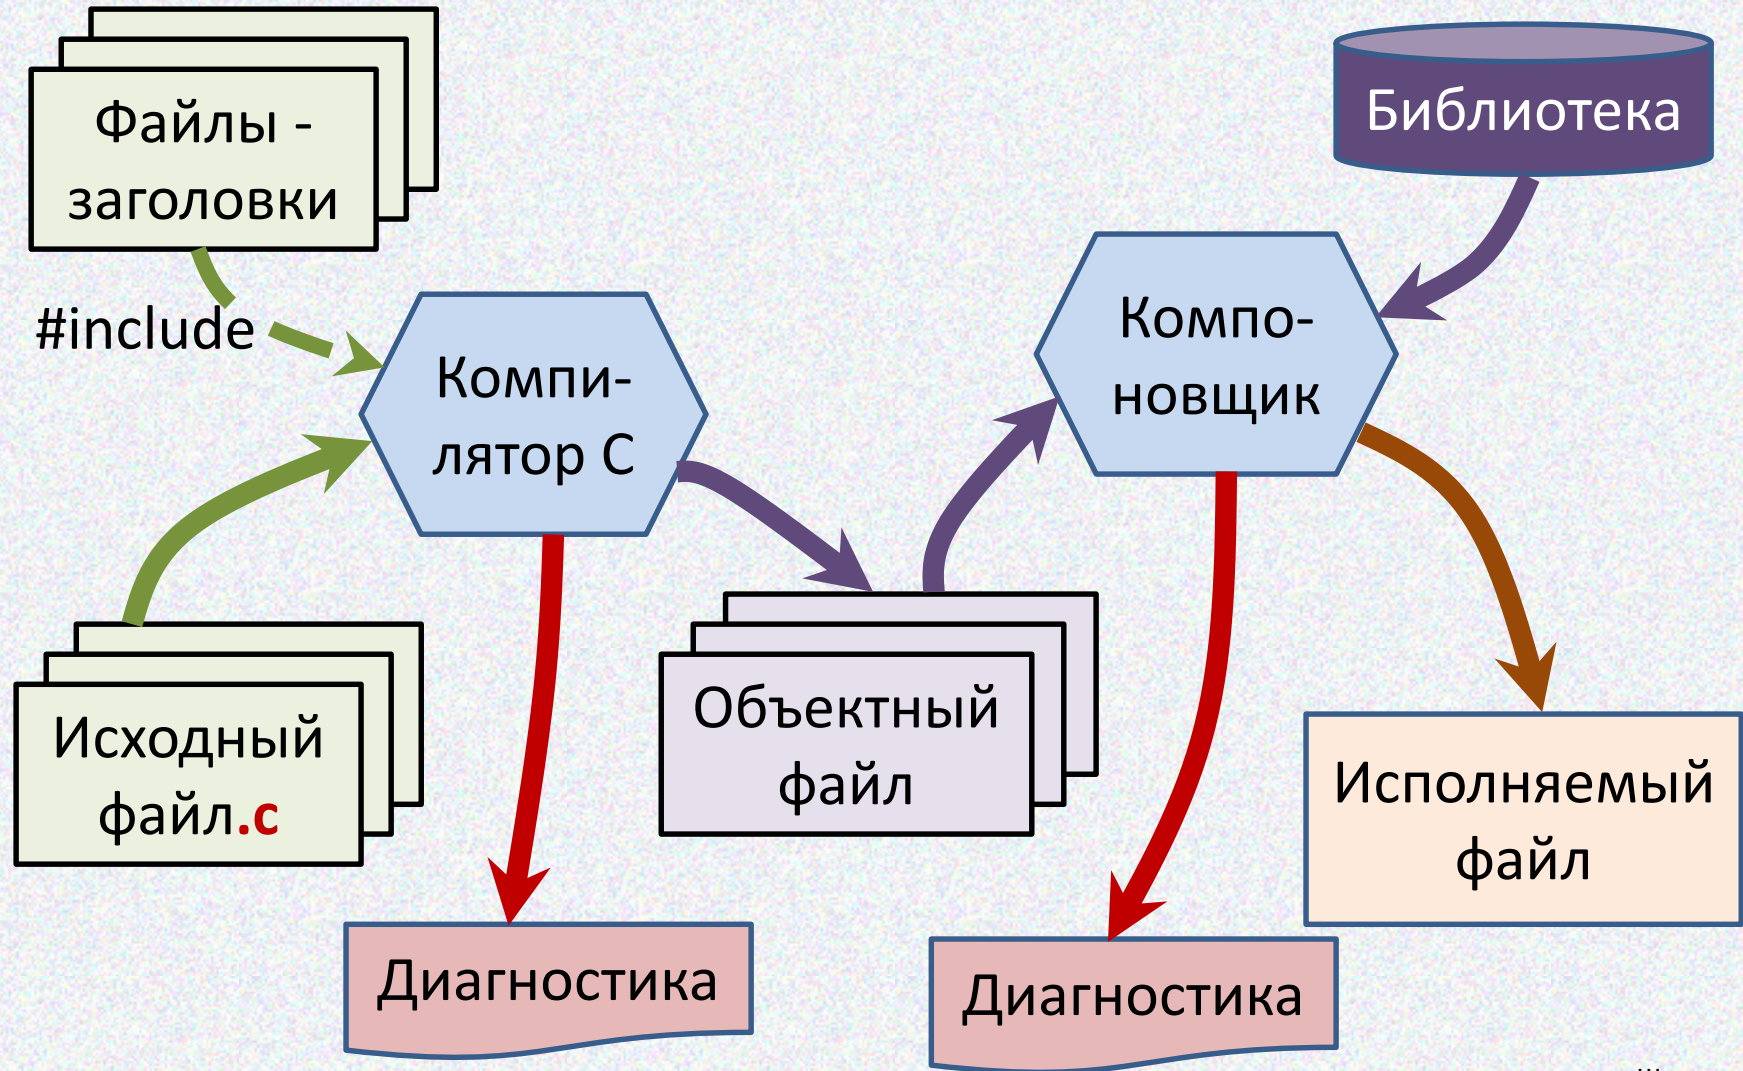 Файлы -
заголовки
#include
Компи-
лятор С
Исходный
файл.c
Диагностика
Объектный
файл
Библиотека
Компо-
новщик
Диагностика
Исполняемый
файл
...